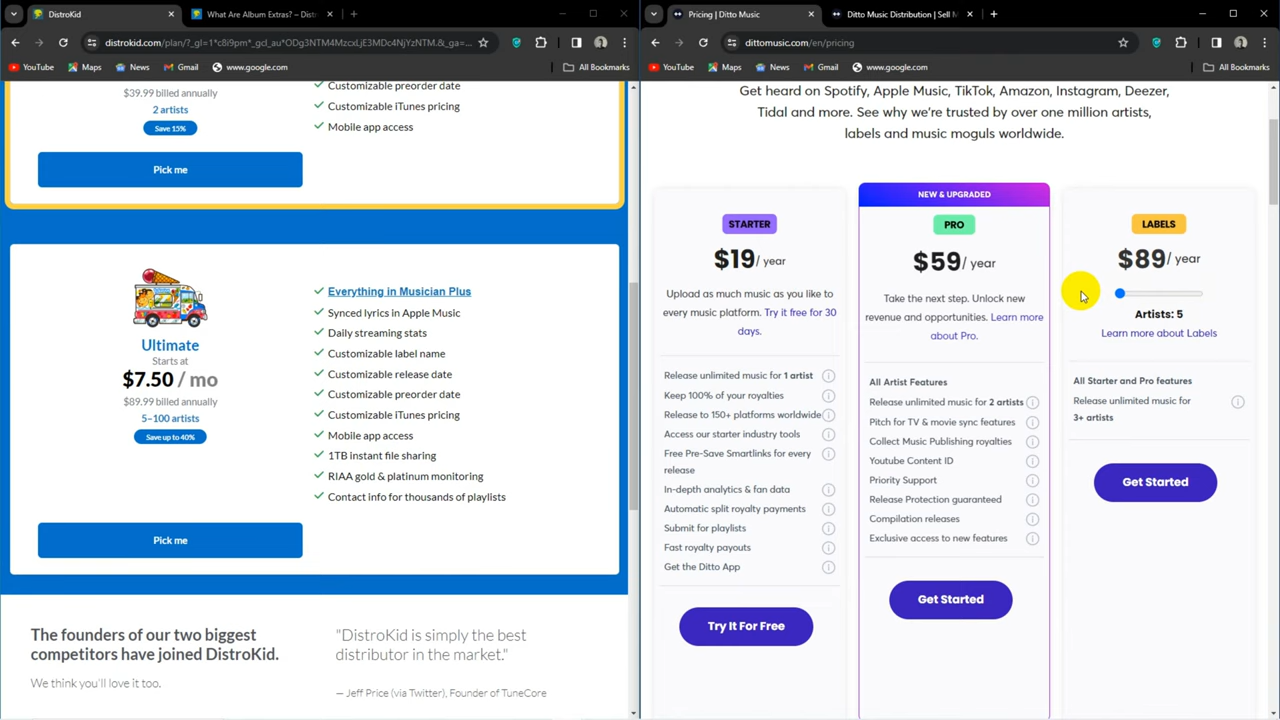 DistroKid
What Are Album Extras? – Dist
distrokid.com/plan/?_gl=1*c8i9pm*_gcl_au*ODg3NTM4MzcxLjE3MDc4NjYzNTM.&_ga=...
YouTube
Maps
News
Gmail
www.google.com
All Bookmarks
$39.99 billed annually
2 artists
Save 15%
Customizable preorder date
Customizable iTunes pricing
Mobile app access
Pick me
Ultimate
Starts at
$7.50 / mo
$89.99 billed annually
5–100 artists
Save up to 40%
Everything in Musician Plus
Synced lyrics in Apple Music
Daily streaming stats
Customizable label name
Customizable release date
Customizable preorder date
Customizable iTunes pricing
Mobile app access
1TB instant file sharing
RIAA gold & platinum monitoring
Contact info for thousands of playlists
Pick me
The founders of our two biggest
competitors have joined DistroKid.
We think you'll love it too.
"DistroKid is simply the best
distributor in the market."
— Jeff Price (via Twitter), Founder of TuneCore
Pricing | Ditto Music
Ditto Music Distribution | Sell M
dittomusic.com/en/pricing
YouTube
Maps
News
Gmail
www.google.com
All Bookmarks
Get heard on Spotify, Apple Music, TikTok, Amazon, Instagram, Deezer,
Tidal and more. See why we're trusted by over one million artists,
labels and music moguls worldwide.
STARTER
$19/ year
Upload as much music as you like to
every music platform. Try it free for 30
days.
Release unlimited music for 1 artist
Keep 100% of your royalties
Release to 150+ platforms worldwide
Access our starter industry tools
Free Pre-Save Smartlinks for every
release
In-depth analytics & fan data
Automatic split royalty payments
Submit for playlists
Fast royalty payouts
Get the Ditto App
Try It For Free
NEW & UPGRADED
PRO
$59/ year
Take the next step. Unlock new
revenue and opportunities. Learn more
about Pro.
All Artist Features
Release unlimited music for 2 artists
Pitch for TV & movie sync features
Collect Music Publishing royalties
Youtube Content ID
Priority Support
Release Protection guaranteed
Compilation releases
Exclusive access to new features
Get Started
LABELS
$89/ year
Artists: 5
Learn more about Labels
All Starter and Pro features
Release unlimited music for
3+ artists
Get Started